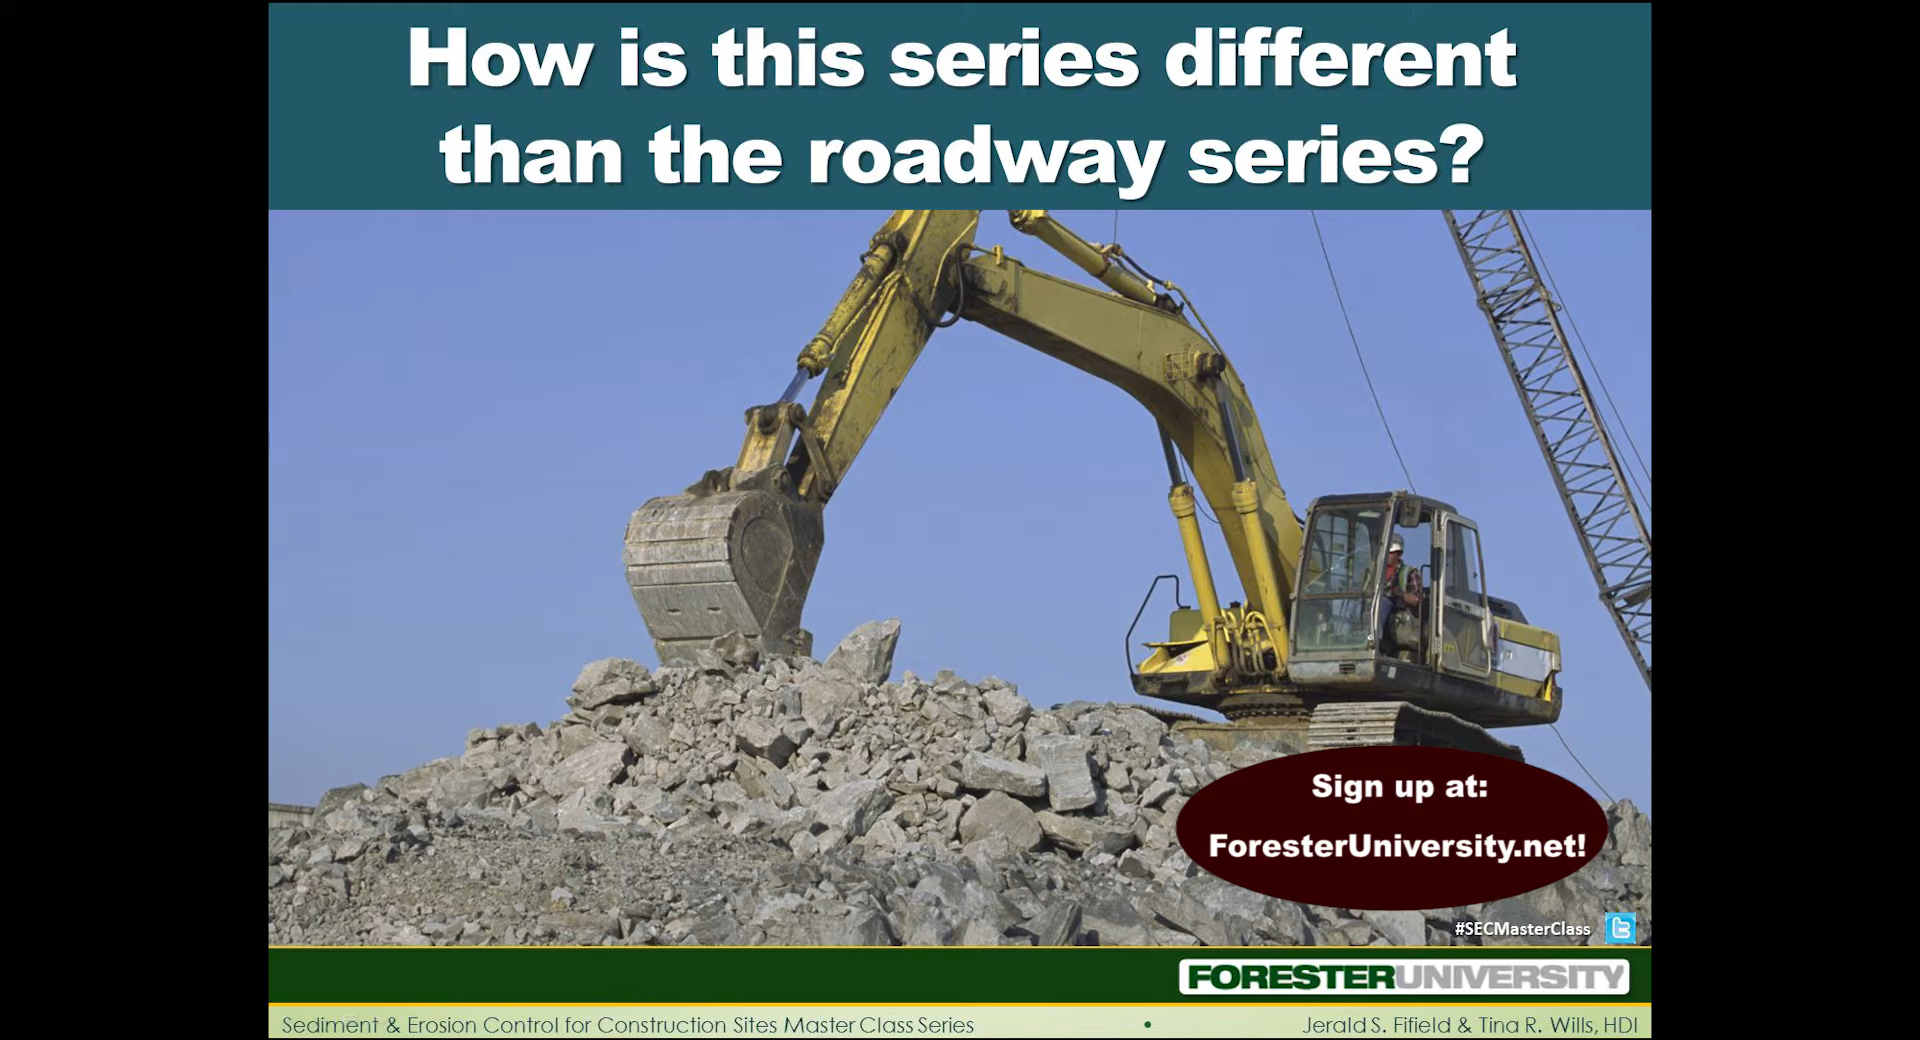 How is this series different
than the roadway series?
Sign up at:
ForesterUniversity.net!
#SECMasterClass
FORESTERUNIVERSITY
Sediment & Erosion Control for Construction Sites Master Class Series • Jerald S. Fifield & Tina R. Wills, HDI